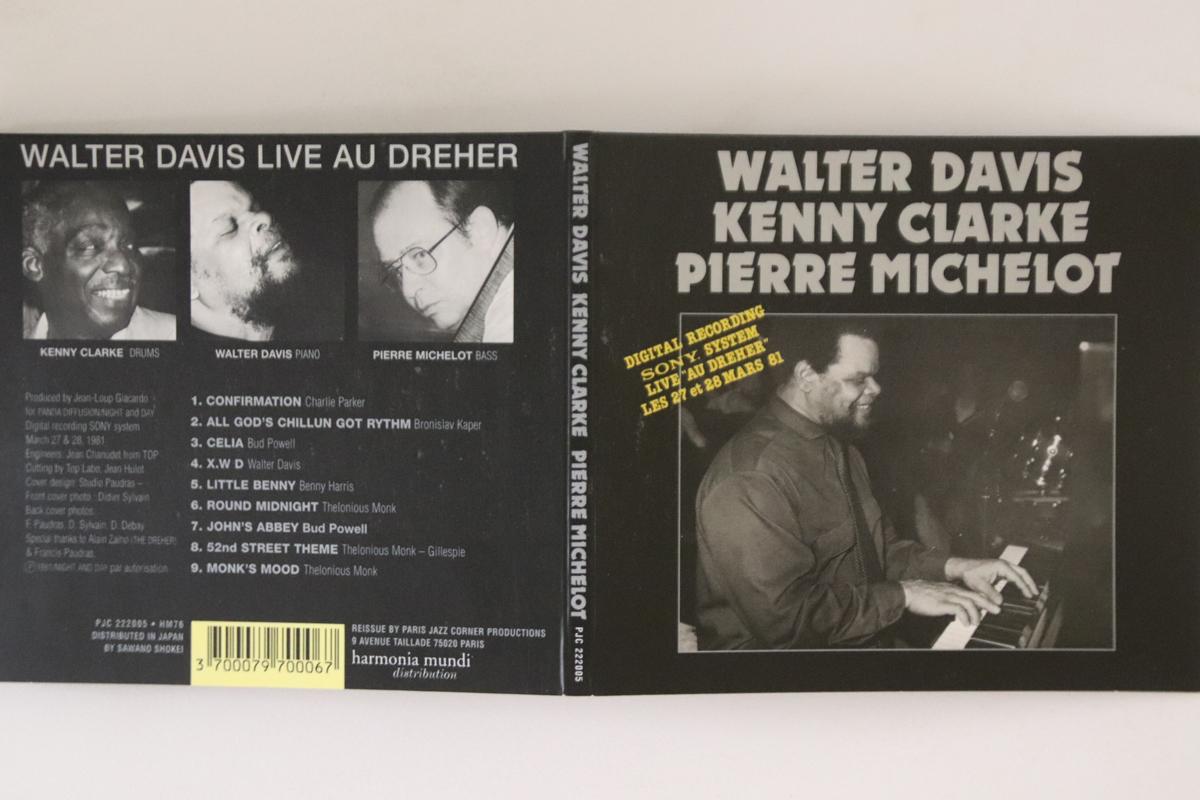 WALTER DAVIS LIVE AU DREHER
KENNY CLARKE DRUMS
WALTER DAVIS PIANO
PIERRE MICHELOT BASS
Produced by Jean-Loup Giacardo
for PANDA DIFFUSION/NIGHT and DAY
Digital recording SONY system
March 27 & 28, 1981
Engineers: Jean Chanudet from TOP
Cutting by Top Labo, Jean Hulot
Cover design: Studio Paudras –
Front cover photo : Didier Sylvain
Back cover photos:
F. Paudras, D. Sylvain, D. Debay
Special thanks to Alain Zaino (THE DREHER)
& Francis Paudras.
Ⓟ 1981 NIGHT AND DAY par autorisation
1. CONFIRMATION Charlie Parker
2. ALL GOD'S CHILLUN GOT RYTHM Bronislav Kaper
3. CELIA Bud Powell
4. X.W D Walter Davis
5. LITTLE BENNY Benny Harris
6. ROUND MIDNIGHT Thelonious Monk
7. JOHN'S ABBEY Bud Powell
8. 52nd STREET THEME Thelonious Monk – Gillespie
9. MONK'S MOOD Thelonious Monk
PJC 222005 • HM76
DISTRIBUTED IN JAPAN
BY SAWANO SHOKEI
3 700079 700067
REISSUE BY PARIS JAZZ CORNER PRODUCTIONS
9 AVENUE TAILLADE 75020 PARIS
harmonia mundi
distribution
WALTER DAVIS KENNY CLARKE PIERRE MICHELOT PJC 222005
WALTER DAVIS
KENNY CLARKE
PIERRE MICHELOT
DIGITAL RECORDING
SONY SYSTEM
LIVE "AU DREHER"
LES 27 et 28 MARS 81